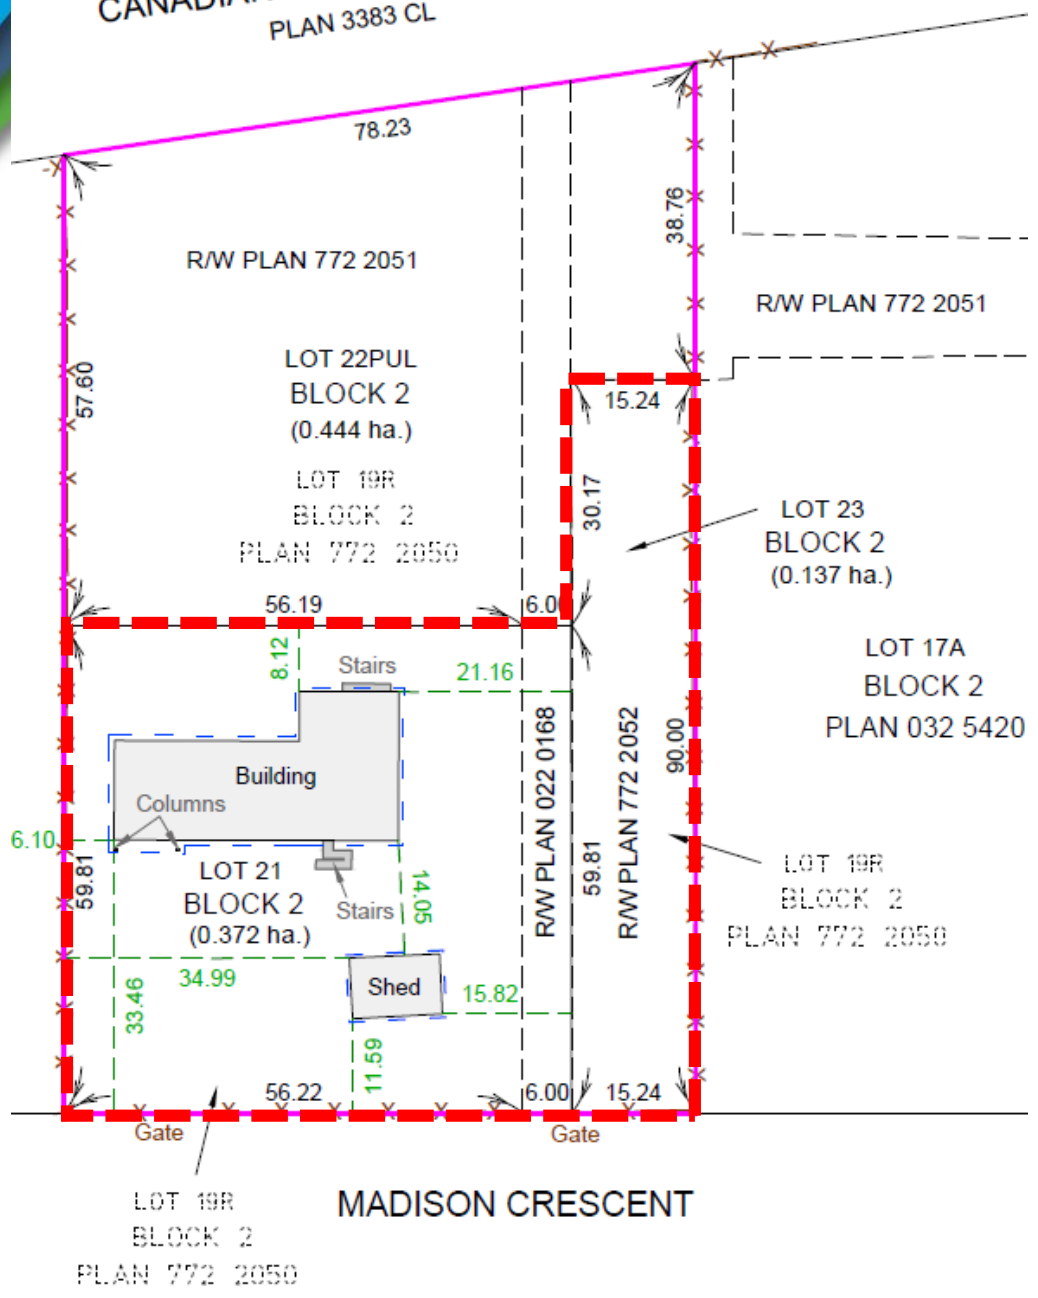 CANADIAN
PLAN 3383 CL
78.23
38.76
R/W PLAN 772 2051
R/W PLAN 772 2051
LOT 22PUL
BLOCK 2
(0.444 ha.)
57.60
15.24
LOT 19R
BLOCK 2
PLAN 772 2050
30.17
LOT 23
BLOCK 2
(0.137 ha.)
56.19
6.00
8.12
Stairs
21.16
LOT 17A
BLOCK 2
PLAN 032 5420
R/W PLAN 022 0168
R/W PLAN 772 2052
90.00
Building
Columns
6.10
59.81
LOT 21
BLOCK 2
(0.372 ha.)
Stairs
14.05
59.81
LOT 19R
BLOCK 2
PLAN 772 2050
34.99
33.46
Shed
15.82
11.59
56.22
6.00
15.24
Gate
Gate
LOT 19R
BLOCK 2
PLAN 772 2050
MADISON CRESCENT